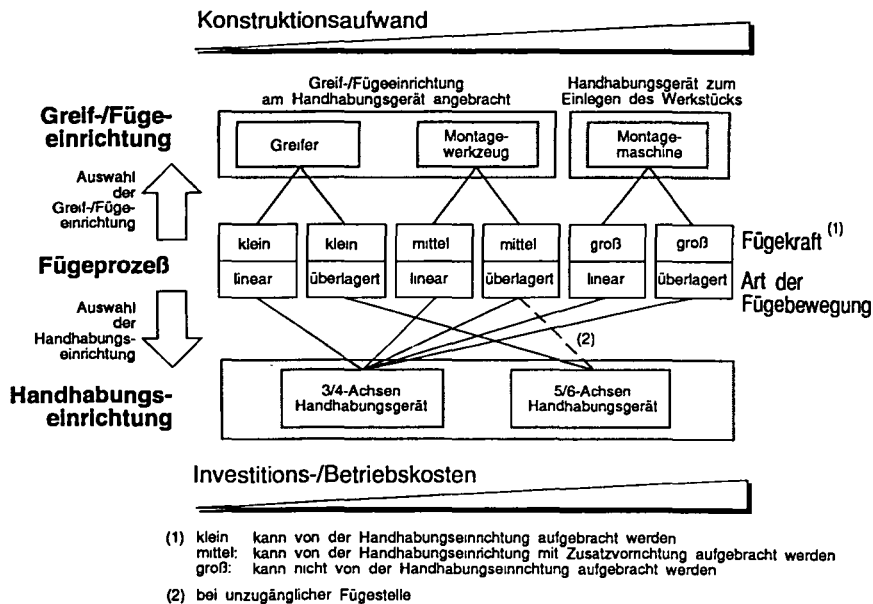 Konstruktionsaufwand
Greif-/Fügeeinrichtung
am Handhabungsgerät angebracht
Handhabungsgerät zum
Einlegen des Werkstücks
Greif-/Füge-
einrichtung
Greifer
Montage-
werkzeug
Montage-
maschine
Auswahl
der
Greif-/Füge-
einrichtung
klein
klein
mittel
mittel
groß
groß
Fügekraft (1)
Fügeprozeß
linear
überlagert
linear
überlagert
linear
überlagert
Art der
Fügebewegung
Auswahl
der
Handhabungs-
einrichtung
(2)
Handhabungs-
einrichtung
3/4-Achsen
Handhabungsgerät
5/6-Achsen
Handhabungsgerät
Investitions-/Betriebskosten
(1) klein kann von der Handhabungseinrichtung aufgebracht werden
mittel: kann von der Handhabungseinrichtung mit Zusatzvorrichtung aufgebracht werden
groß: kann nicht von der Handhabungseinrichtung aufgebracht werden
(2) bei unzugänglicher Fügestelle